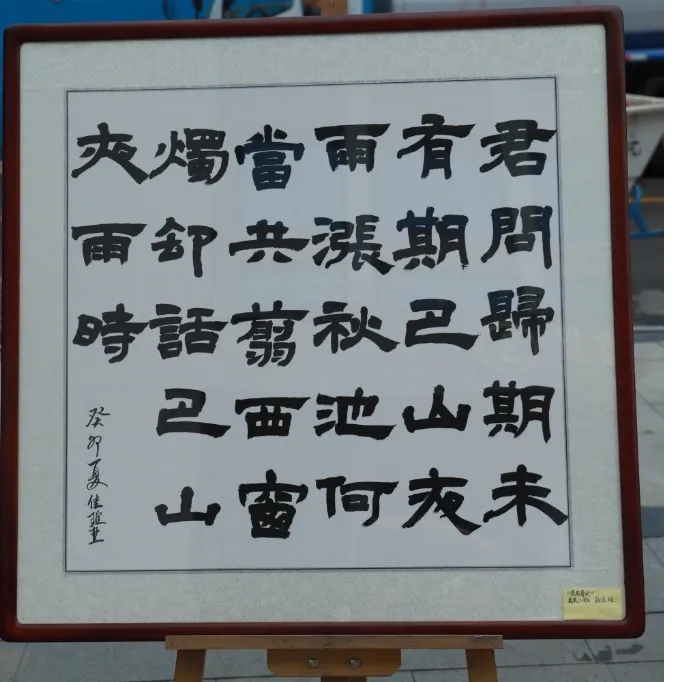 君問歸期未
有期巴山夜
雨漲秋池何
當共翦西窗
燭卻話巴山
夜雨時
癸卯夏佳